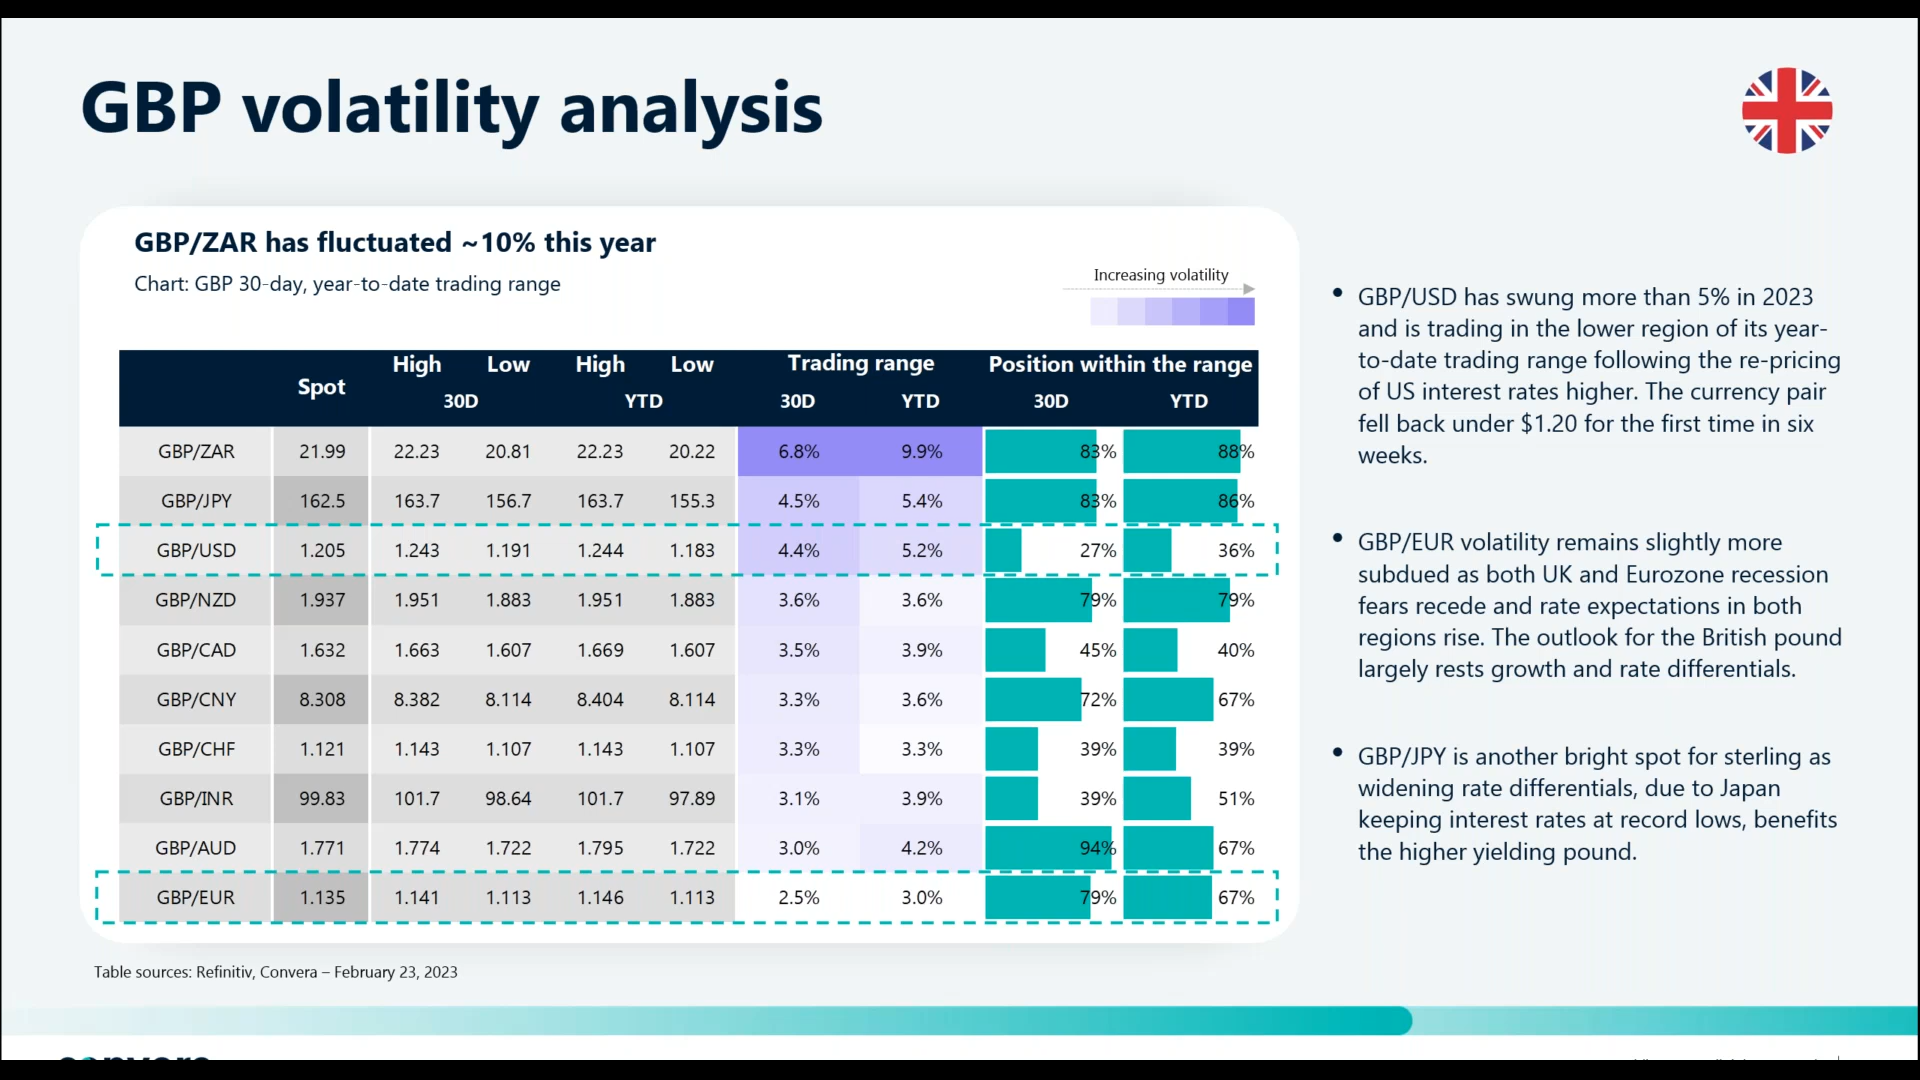 GBP volatility analysis
GBP/ZAR has fluctuated ~10% this year
Chart: GBP 30-day, year-to-date trading range
Increasing volatility
Spot High Low High Low Trading range Position within the range
30D YTD 30D YTD 30D YTD
GBP/ZAR 21.99 22.23 20.81 22.23 20.22 6.8% 9.9% 83% 88%
GBP/JPY 162.5 163.7 156.7 163.7 155.3 4.5% 5.4% 83% 86%
GBP/USD 1.205 1.243 1.191 1.244 1.183 4.4% 5.2% 27% 36%
GBP/NZD 1.937 1.951 1.883 1.951 1.883 3.6% 3.6% 79% 79%
GBP/CAD 1.632 1.663 1.607 1.669 1.607 3.5% 3.9% 45% 40%
GBP/CNY 8.308 8.382 8.114 8.404 8.114 3.3% 3.6% 72% 67%
GBP/CHF 1.121 1.143 1.107 1.143 1.107 3.3% 3.3% 39% 39%
GBP/INR 99.83 101.7 98.64 101.7 97.89 3.1% 3.9% 39% 51%
GBP/AUD 1.771 1.774 1.722 1.795 1.722 3.0% 4.2% 94% 67%
GBP/EUR 1.135 1.141 1.113 1.146 1.113 2.5% 3.0% 79% 67%
Table sources: Refinitiv, Convera – February 23, 2023
• GBP/USD has swung more than 5% in 2023
and is trading in the lower region of its year-
to-date trading range following the re-pricing
of US interest rates higher. The currency pair
fell back under $1.20 for the first time in six
weeks.
• GBP/EUR volatility remains slightly more
subdued as both UK and Eurozone recession
fears recede and rate expectations in both
regions rise. The outlook for the British pound
largely rests growth and rate differentials.
• GBP/JPY is another bright spot for sterling as
widening rate differentials, due to Japan
keeping interest rates at record lows, benefits
the higher yielding pound.